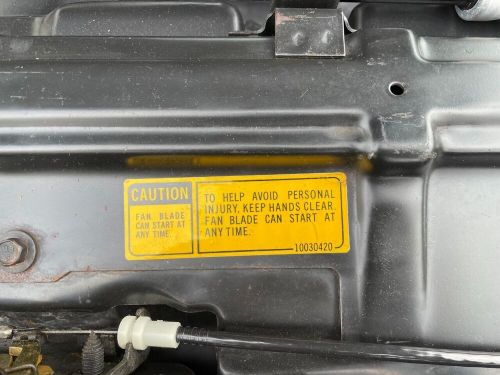 CAUTION
FAN BLADE
CAN START AT
ANY TIME.
TO HELP AVOID PERSONAL
INJURY, KEEP HANDS CLEAR.
FAN BLADE CAN START AT
ANY TIME.
10030420